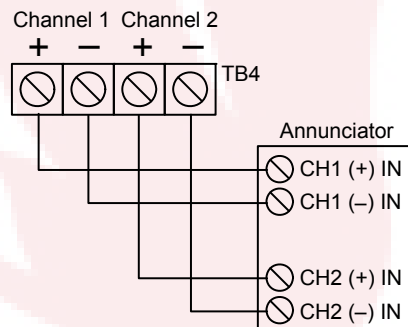 Channel 1 Channel 2
+ – + –
TB4
Annunciator
CH1 (+) IN
CH1 (–) IN
CH2 (+) IN
CH2 (–) IN